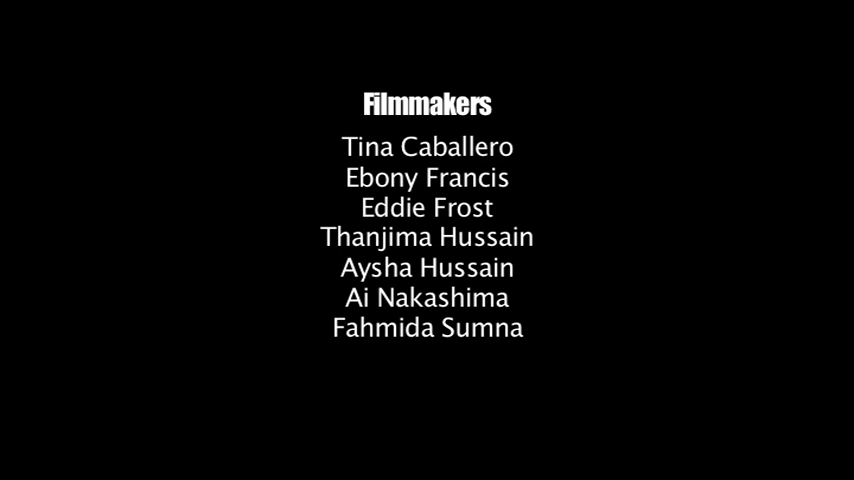 Filmmakers
Tina Caballero
Ebony Francis
Eddie Frost
Thanjima Hussain
Aysha Hussain
Ai Nakashima
Fahmida Sumna